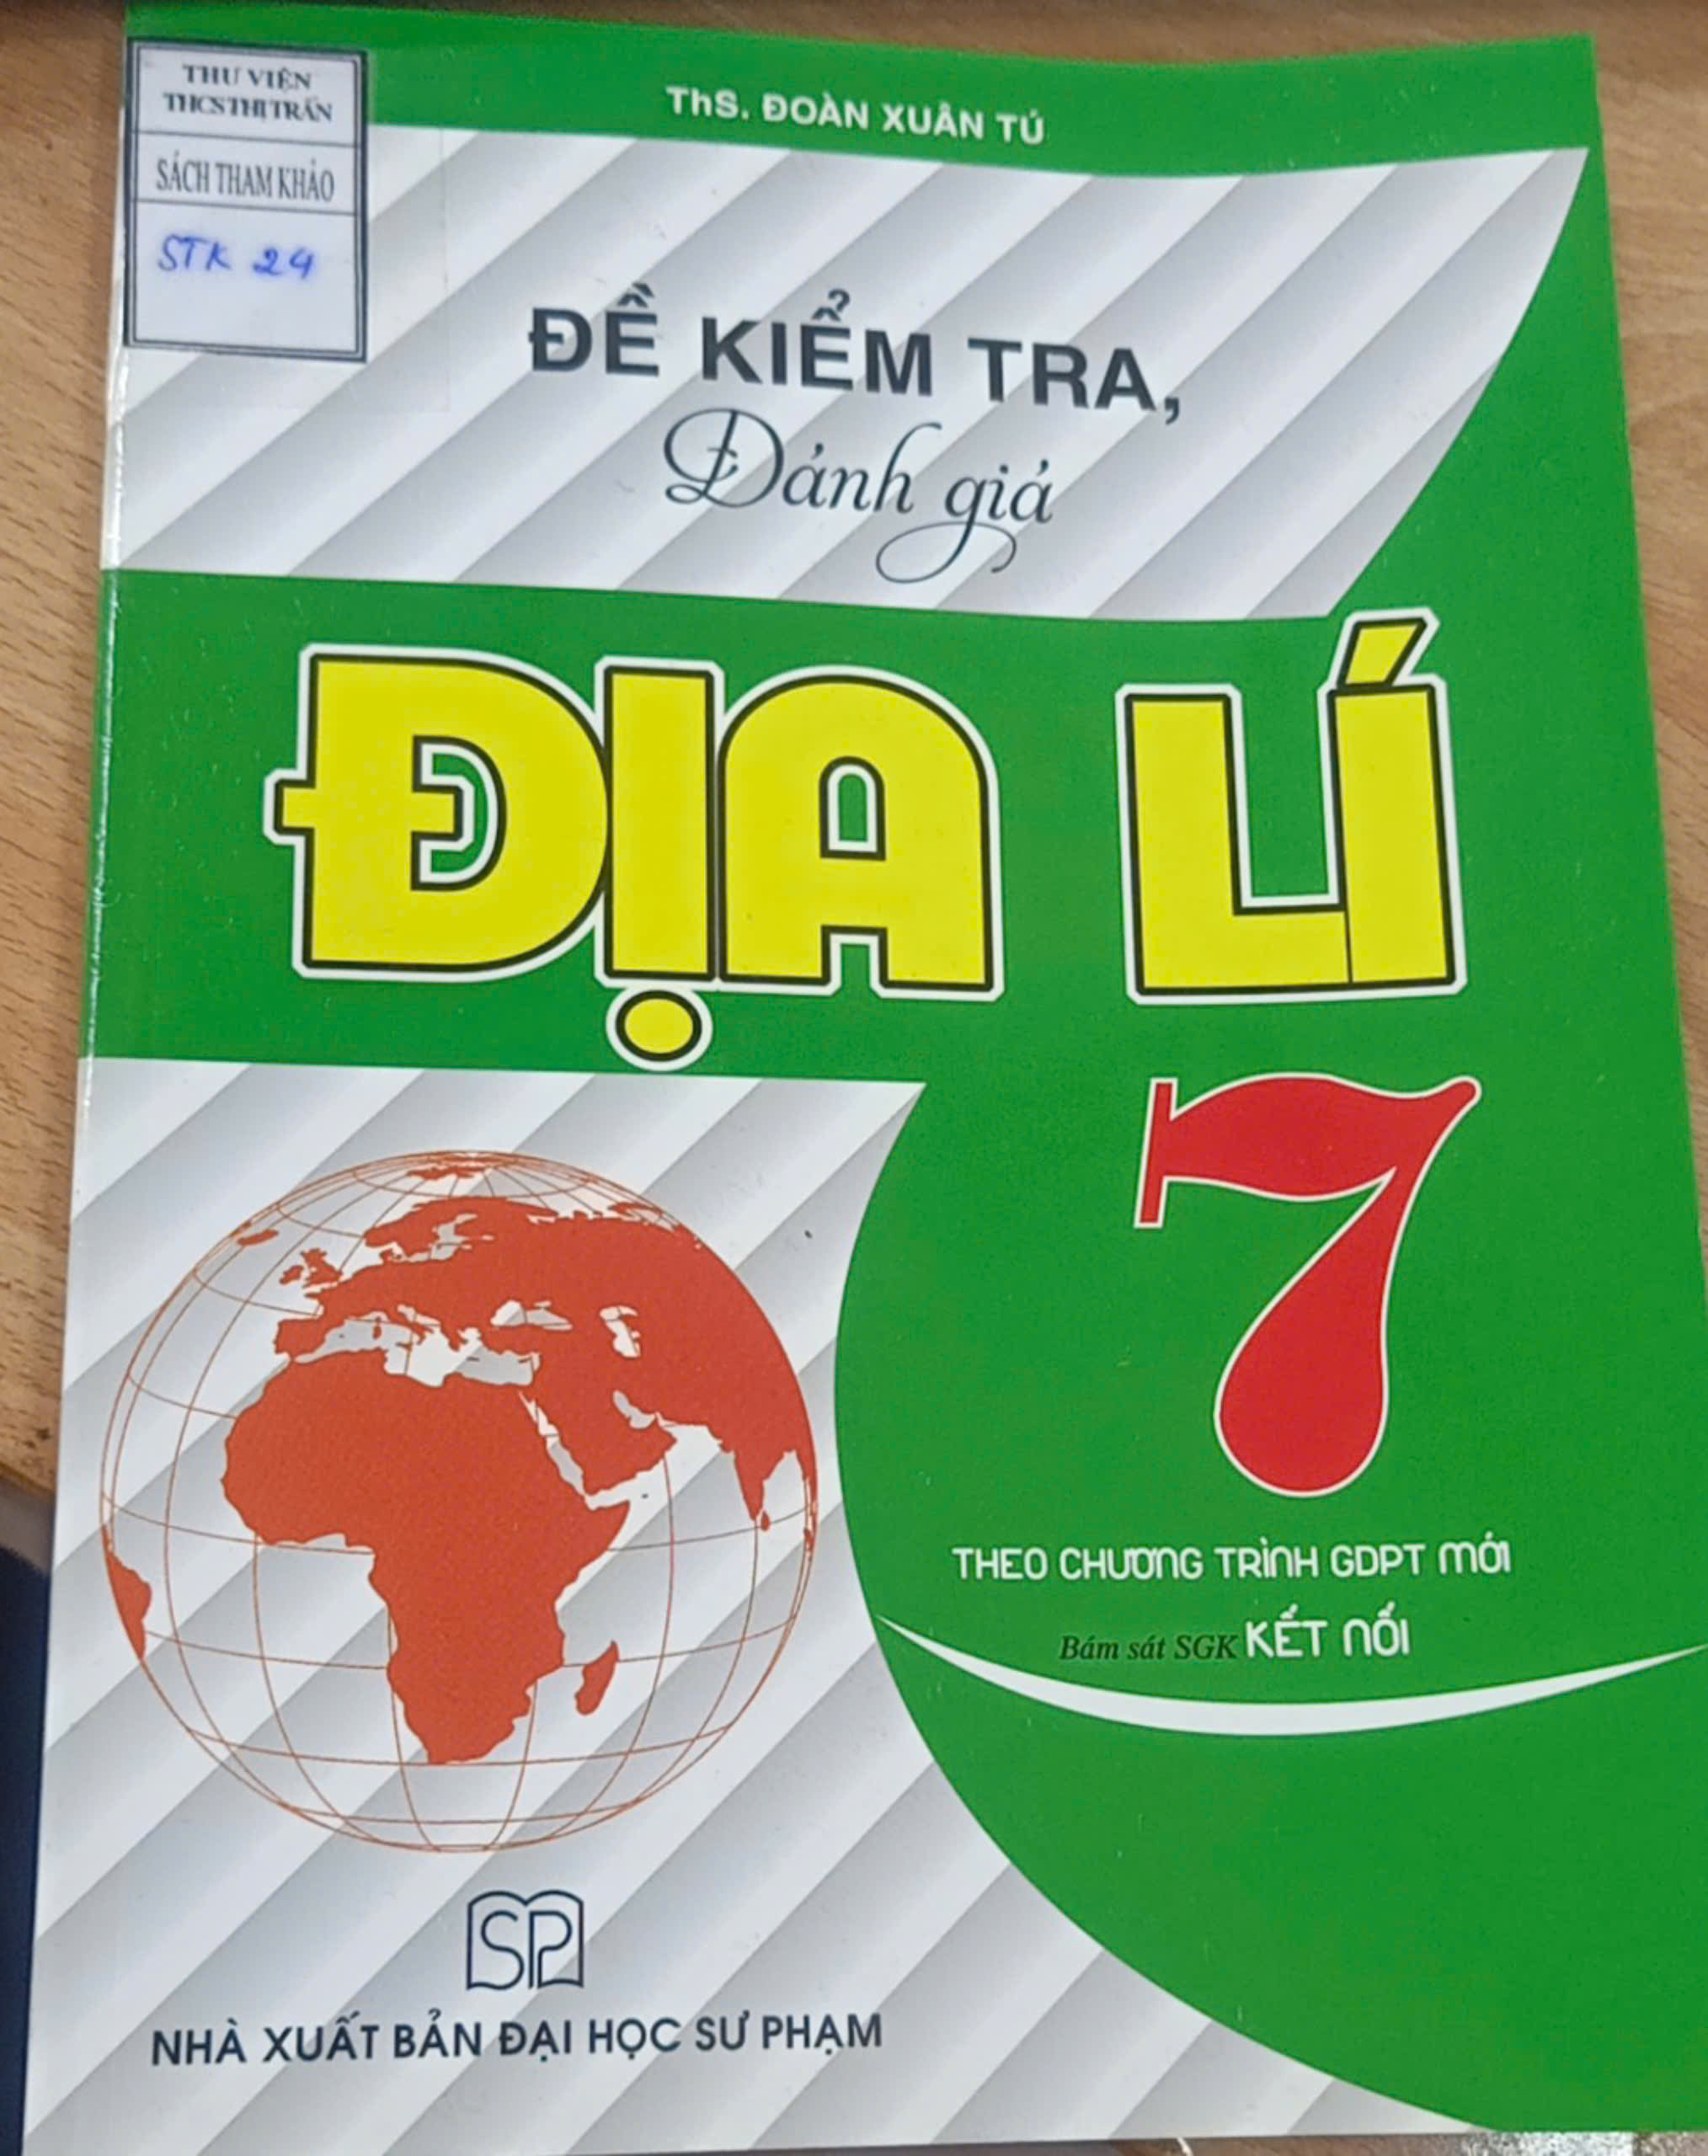 THƯ VIỆN
THCS THỊ TRẤN
SÁCH THAM KHẢO
STK 24
ThS. ĐOÀN XUÂN TÚ
ĐỀ KIỂM TRA,
Đánh giá
ĐỊA LÍ
7
THEO CHƯƠNG TRÌNH GDPT MỚI
Bám sát SGK KẾT NỐI
SP
NHÀ XUẤT BẢN ĐẠI HỌC SƯ PHẠM